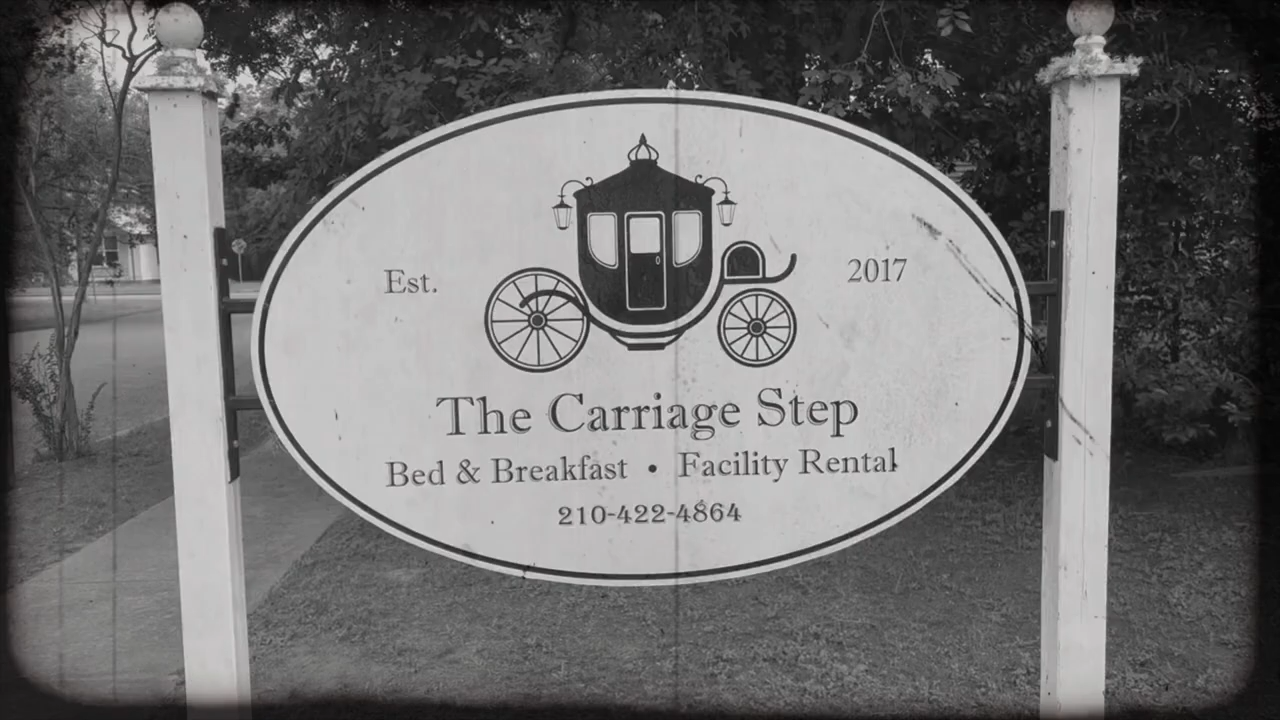 Est. 2017
The Carriage Step
Bed & Breakfast • Facility Rental
210-422-4864